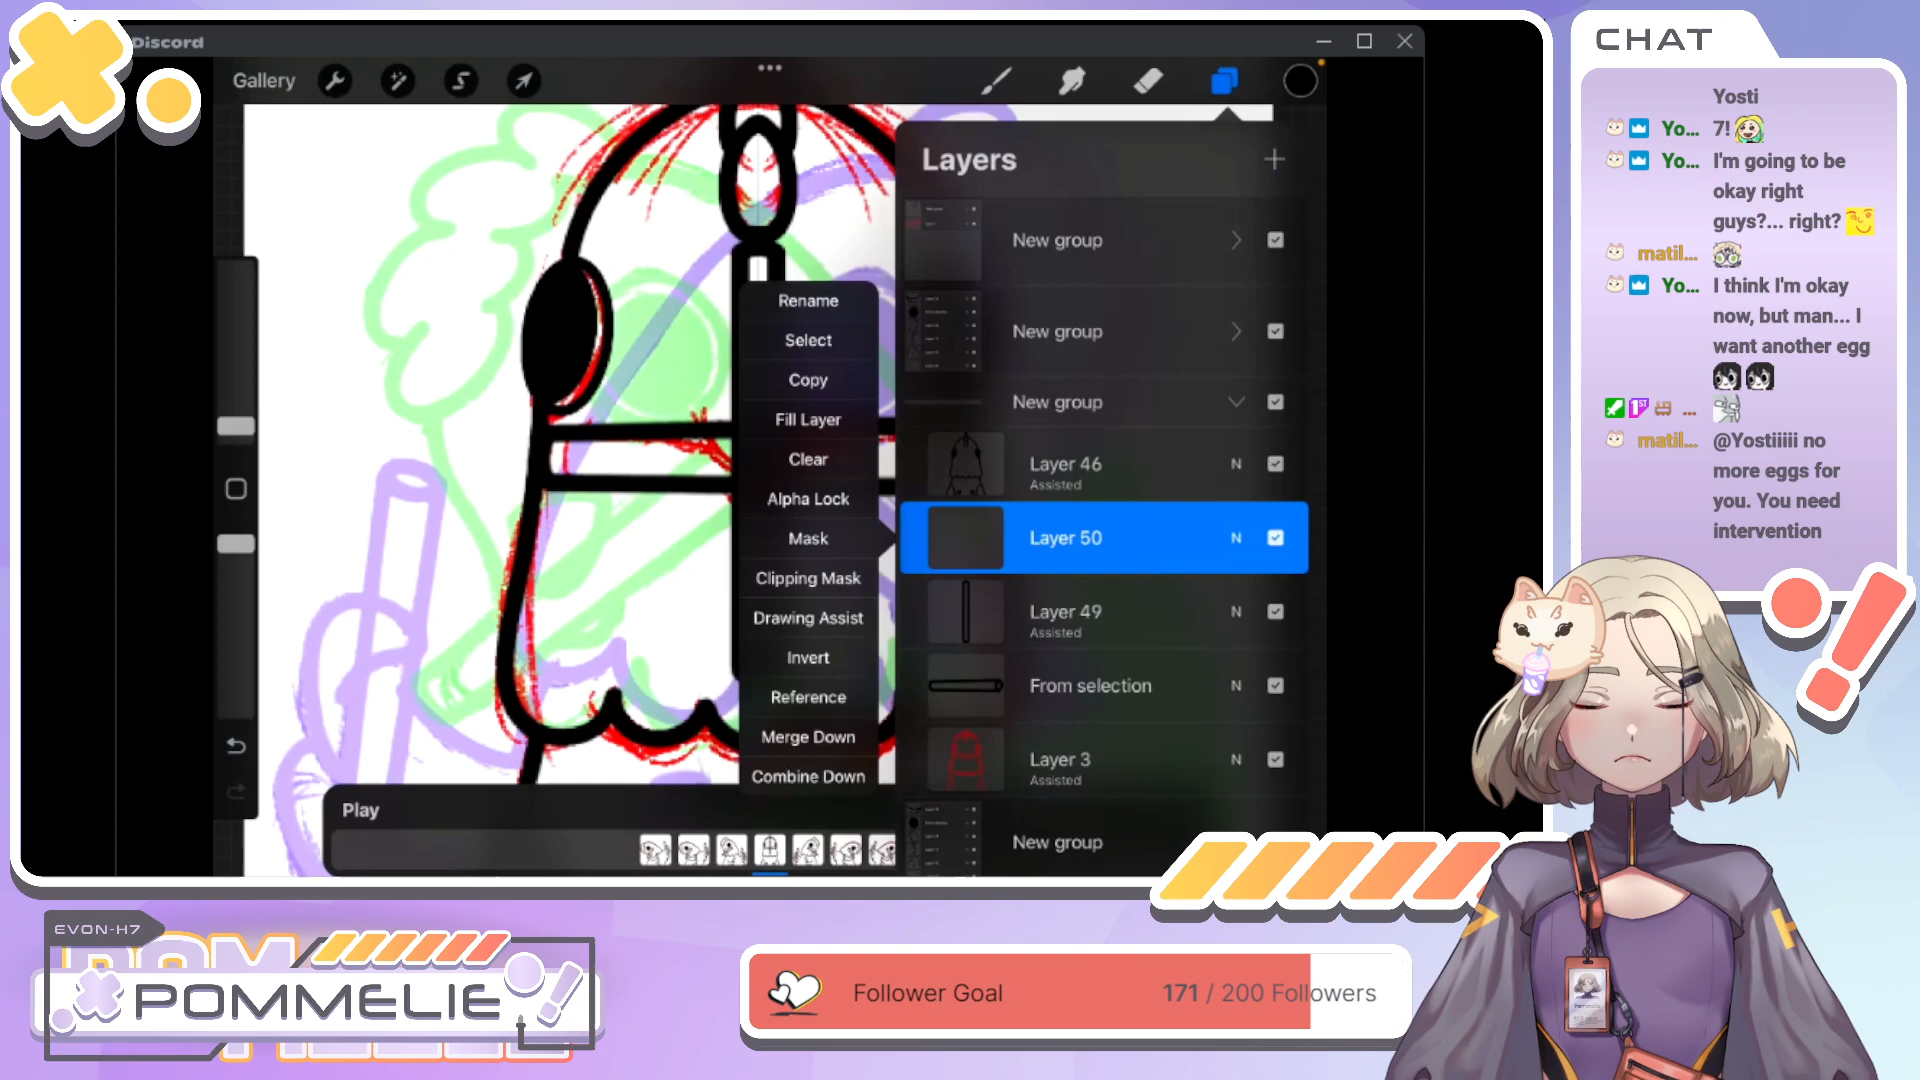 Discord
Gallery
Layers
New group
New group
New group
Layer 46
N
Assisted
Layer 50
N
Layer 49
N
Assisted
From selection
N
Layer 3
N
Assisted
New group
Rename
Select
Copy
Fill Layer
Clear
Alpha Lock
Mask
Clipping Mask
Drawing Assist
Invert
Reference
Merge Down
Combine Down
Play
CHAT
Yosti
Yo... 7!
Yo... I'm going to be
okay right
guys?... right?
matil...
Yo... I think I'm okay
now, but man... I
want another egg
1ST ...
matil... @Yostiiiii no
more eggs for
you. You need
intervention
EVON-H7
POMMELIE
Follower Goal
171 / 200 Followers